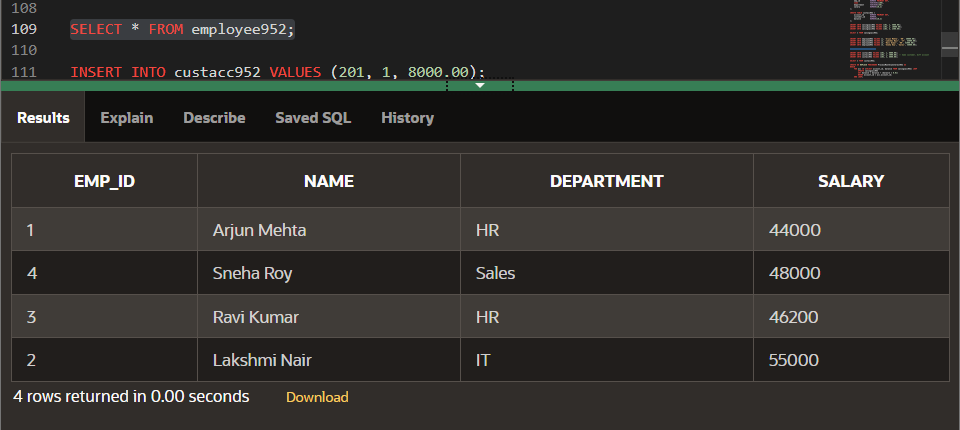 108
109 SELECT * FROM employee952;
110
111 INSERT INTO custacc952 VALUES (201, 1, 8000.00);
Results Explain Describe Saved SQL History
EMP_ID NAME DEPARTMENT SALARY
1 Arjun Mehta HR 44000
4 Sneha Roy Sales 48000
3 Ravi Kumar HR 46200
2 Lakshmi Nair IT 55000
4 rows returned in 0.00 seconds Download